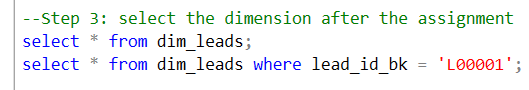 --Step 3: select the dimension after the assignment
select * from dim_leads;
select * from dim_leads where lead_id_bk = 'L00001';